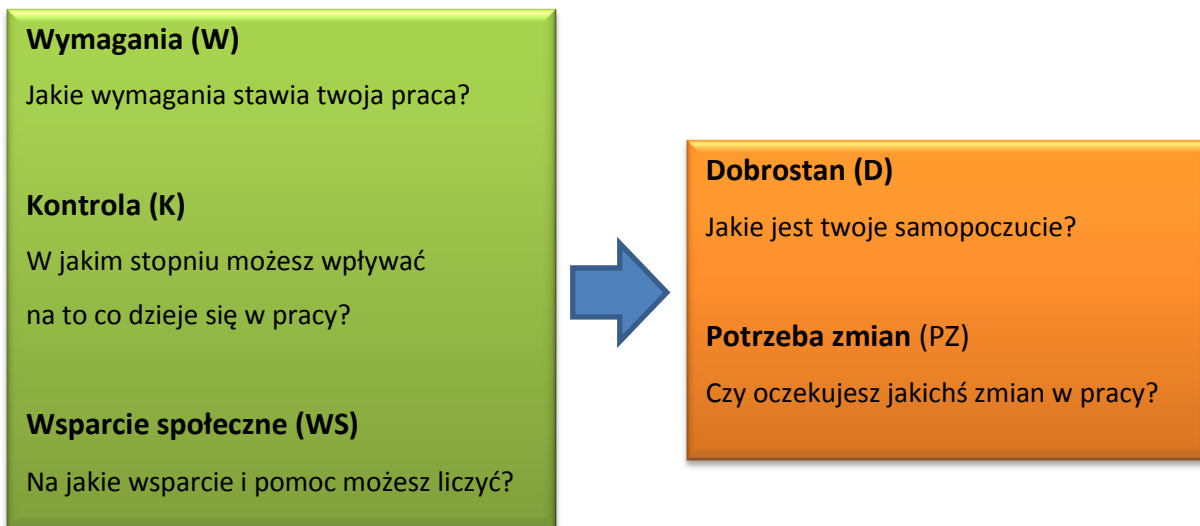 Wymagania (W)
Jakie wymagania stawia twoja praca?
Kontrola (K)
W jakim stopniu możesz wpływać
na to co dzieje się w pracy?
Wsparcie społeczne (WS)
Na jakie wsparcie i pomoc możesz liczyć?
Dobrostan (D)
Jakie jest twoje samopoczucie?
Potrzeba zmian (PZ)
Czy oczekujesz jakichś zmian w pracy?